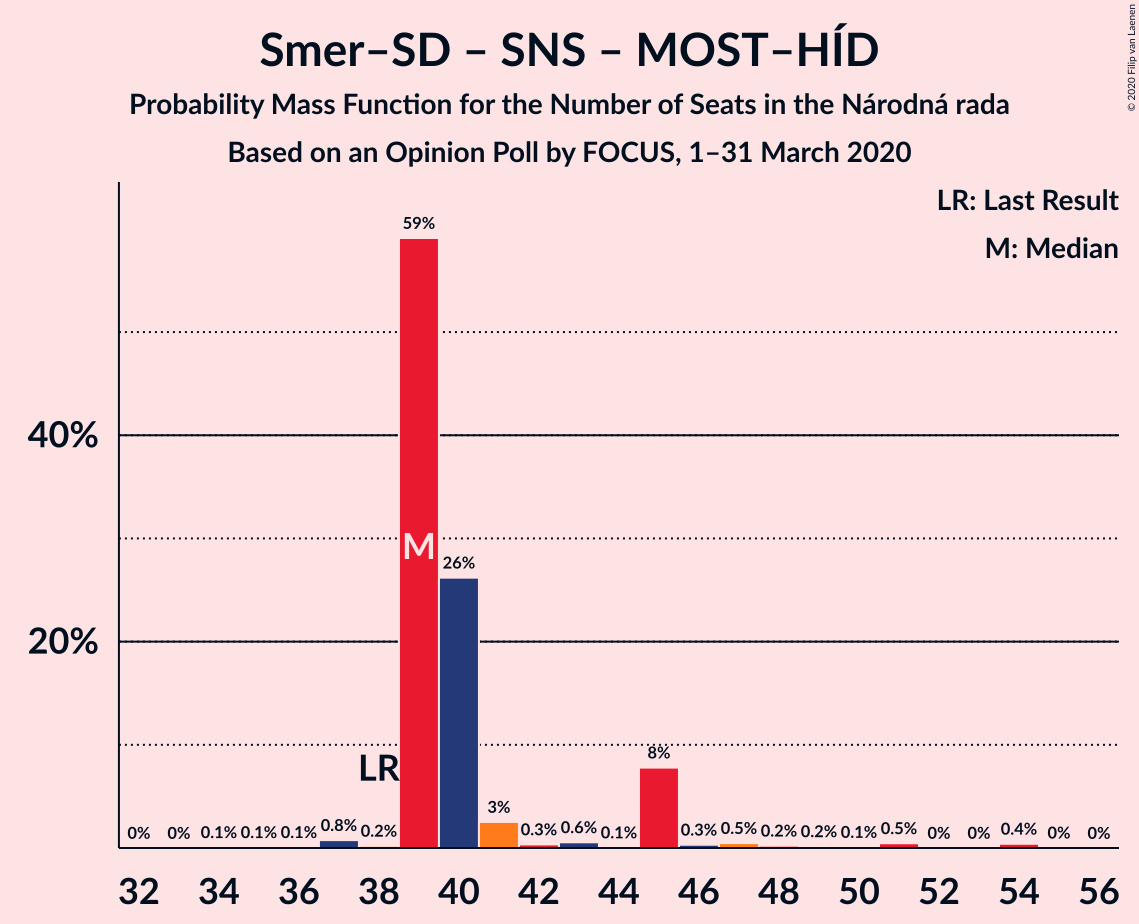 Smer–SD – SNS – MOST–HÍD
Probability Mass Function for the Number of Seats in the Národná rada
Based on an Opinion Poll by FOCUS, 1–31 March 2020
© 2020 Filip van Laenen
LR: Last Result
M: Median
40%
20%
0% 0% 0.1% 0.1% 0.1% 0.8% 0.2% 59% 26% 3% 0.3% 0.6% 0.1% 8% 0.3% 0.5% 0.2% 0.2% 0.1% 0.5% 0% 0% 0.4% 0% 0%
LR
M
32 34 36 38 40 42 44 46 48 50 52 54 56